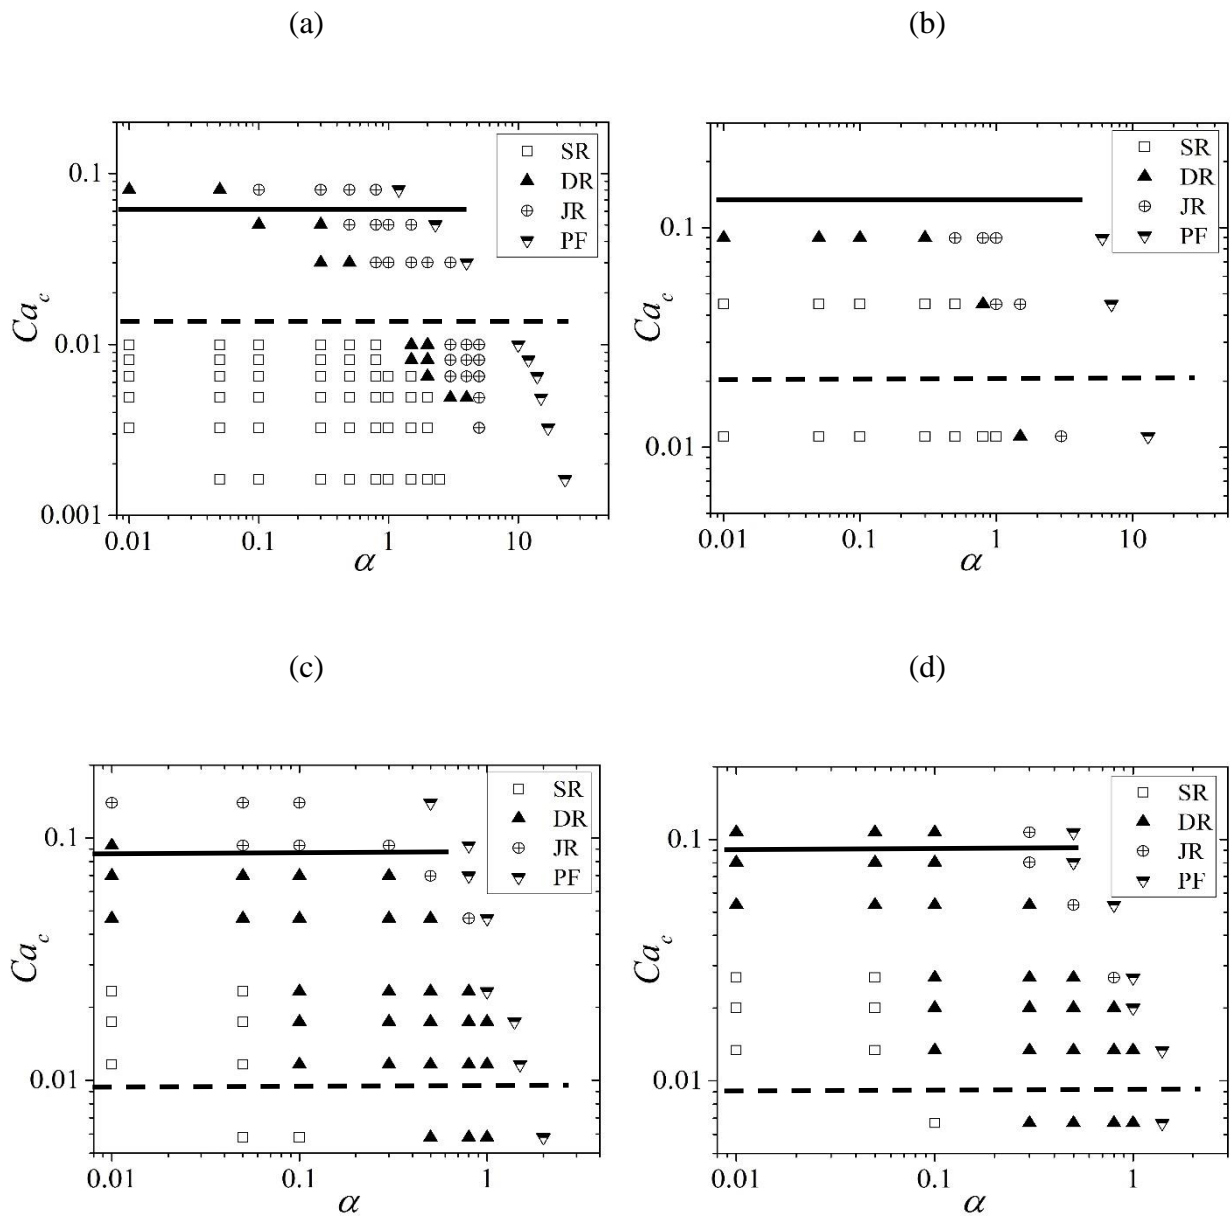 (a) (b)
SR
DR
JR
PF
0.1
0.01
0.001
Ca_c
0.01 0.1 1 10
α
SR
DR
JR
PF
0.1
0.01
Ca_c
0.01 0.1 1 10
α
(c) (d)
SR
DR
JR
PF
0.1
0.01
Ca_c
0.01 0.1 1
α
SR
DR
JR
PF
0.1
0.01
Ca_c
0.01 0.1 1
α